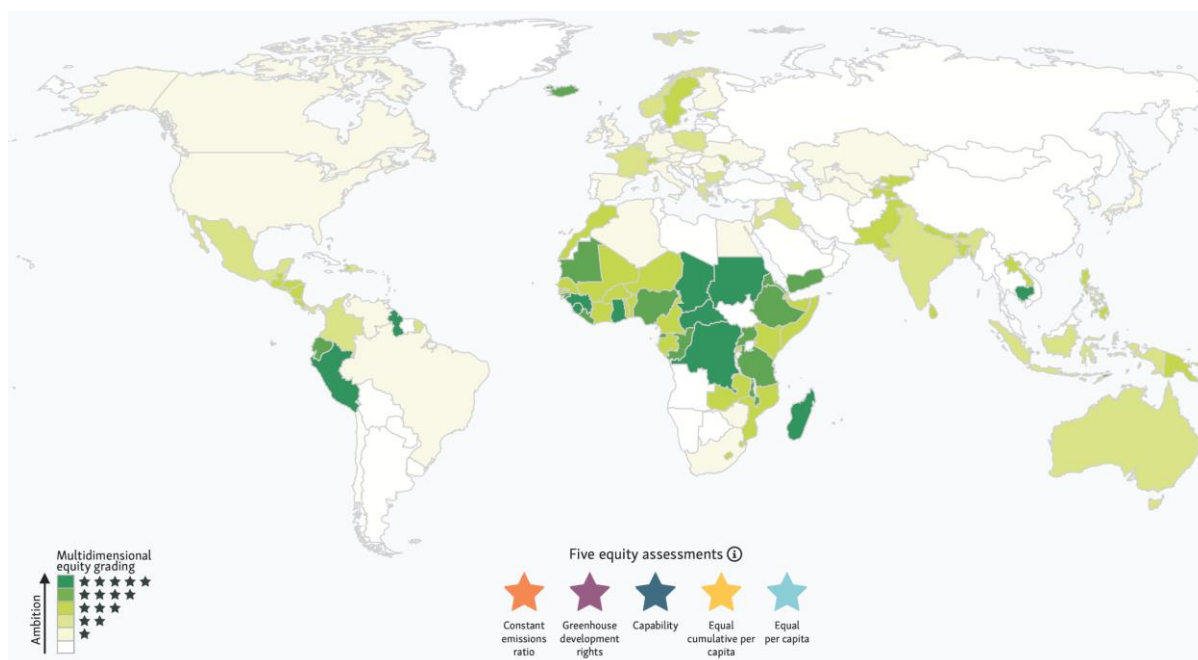 Multidimensional
equity grading
Ambition
Five equity assessments ⓘ
Constant
emissions
ratio
Greenhouse
development
rights
Capability
Equal
cumulative per
capita
Equal
per capita